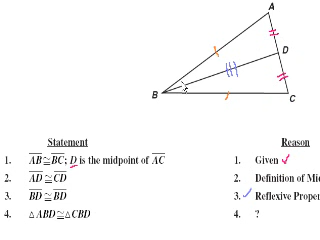 A
D
B
C
Statement Reason
1. AB≅BC; D is the midpoint of AC 1. Given
2. AD≅CD 2. Definition of Mi
3. BD≅BD 3. Reflexive Proper
4. △ABD≅△CBD 4. ?